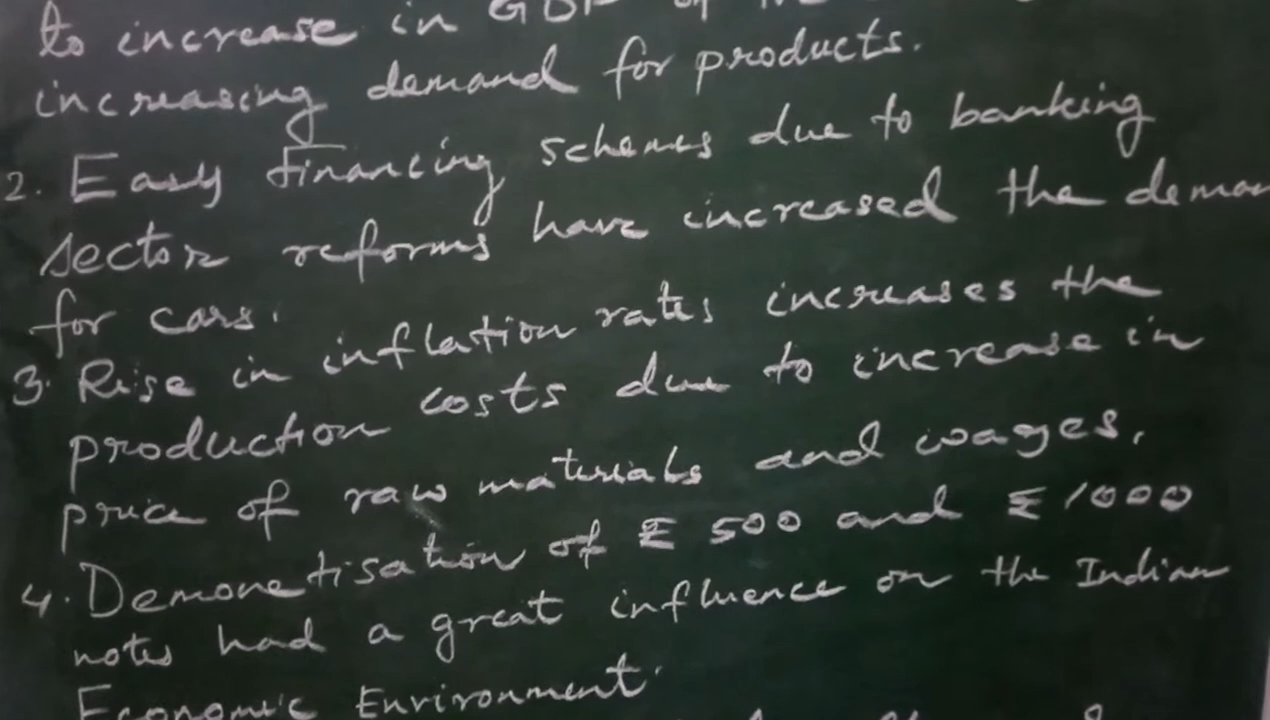 to increase in GDP of
increasing demand for products.
2. Easy financing schemes due to banking
sector reforms have increased the deman
for cars.
3. Rise in inflation rates increases the
production costs due to increase in
price of raw materials and wages.
4. Demonetisation of ₹ 500 and ₹ 1000
notes had a great influence on the Indian
Economic Environment.